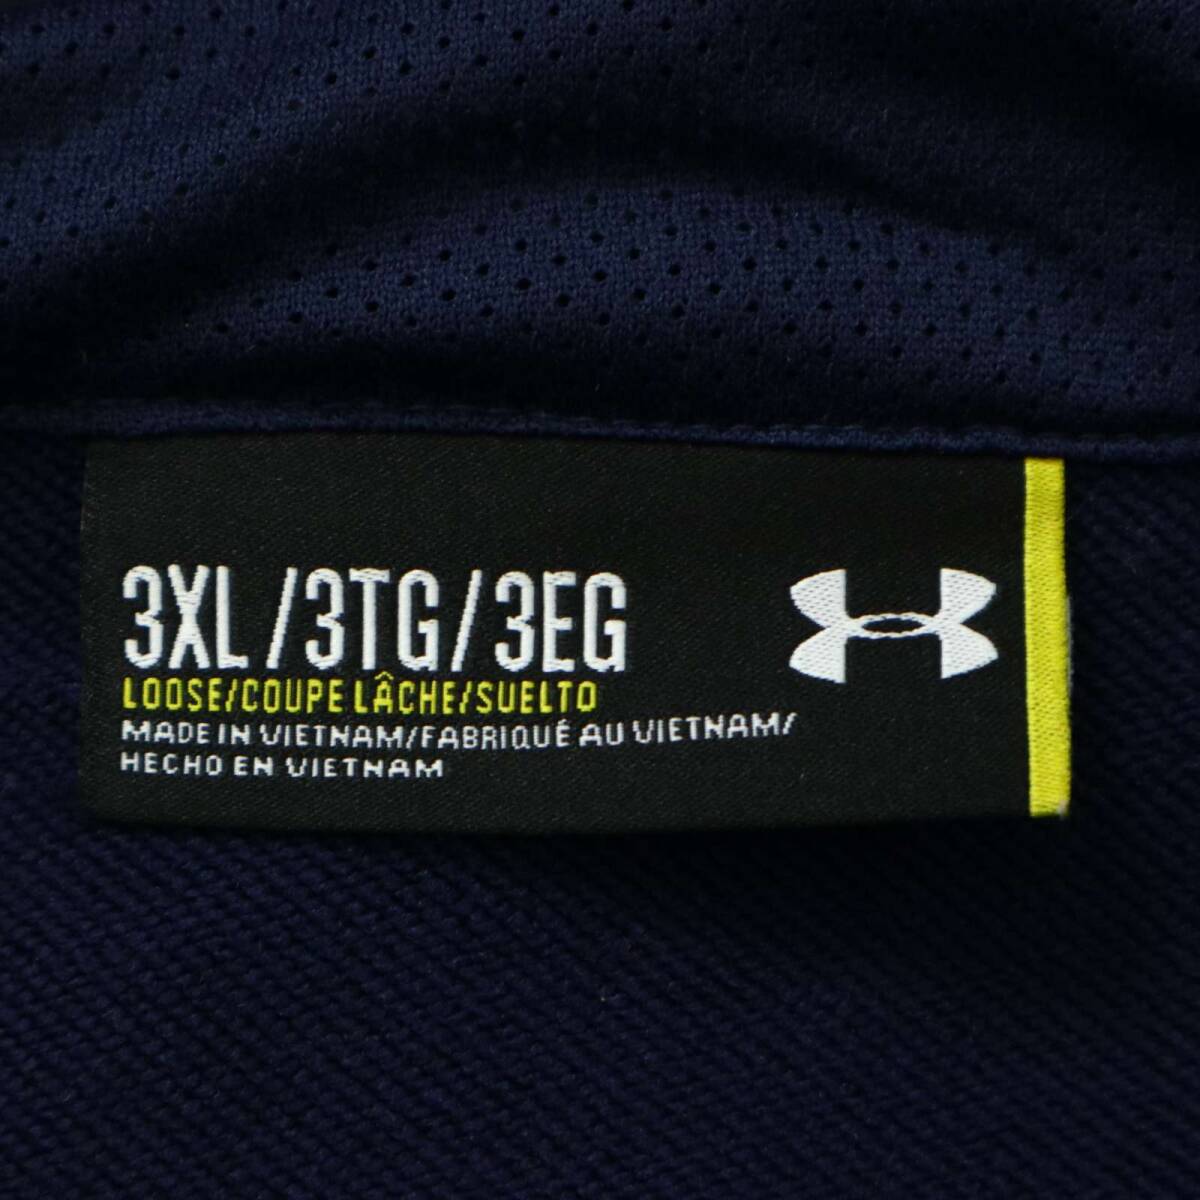 3XL/3TG/3EG
LOOSE/COUPE LÂCHE/SUELTO
MADE IN VIETNAM/FABRIQUÉ AU VIETNAM/
HECHO EN VIETNAM